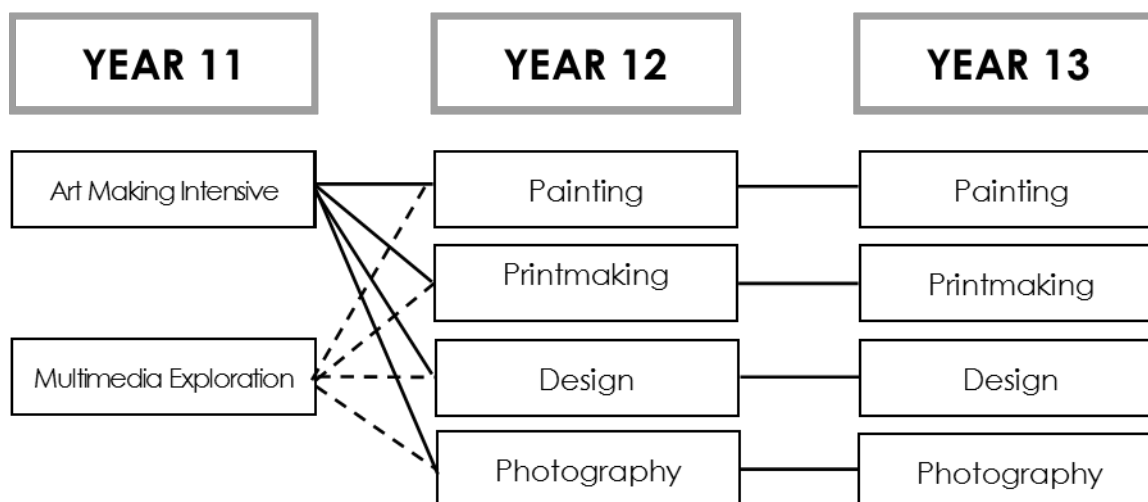 YEAR 11
YEAR 12
YEAR 13
Art Making Intensive
Painting
Painting
Printmaking
Printmaking
Multimedia Exploration
Design
Design
Photography
Photography